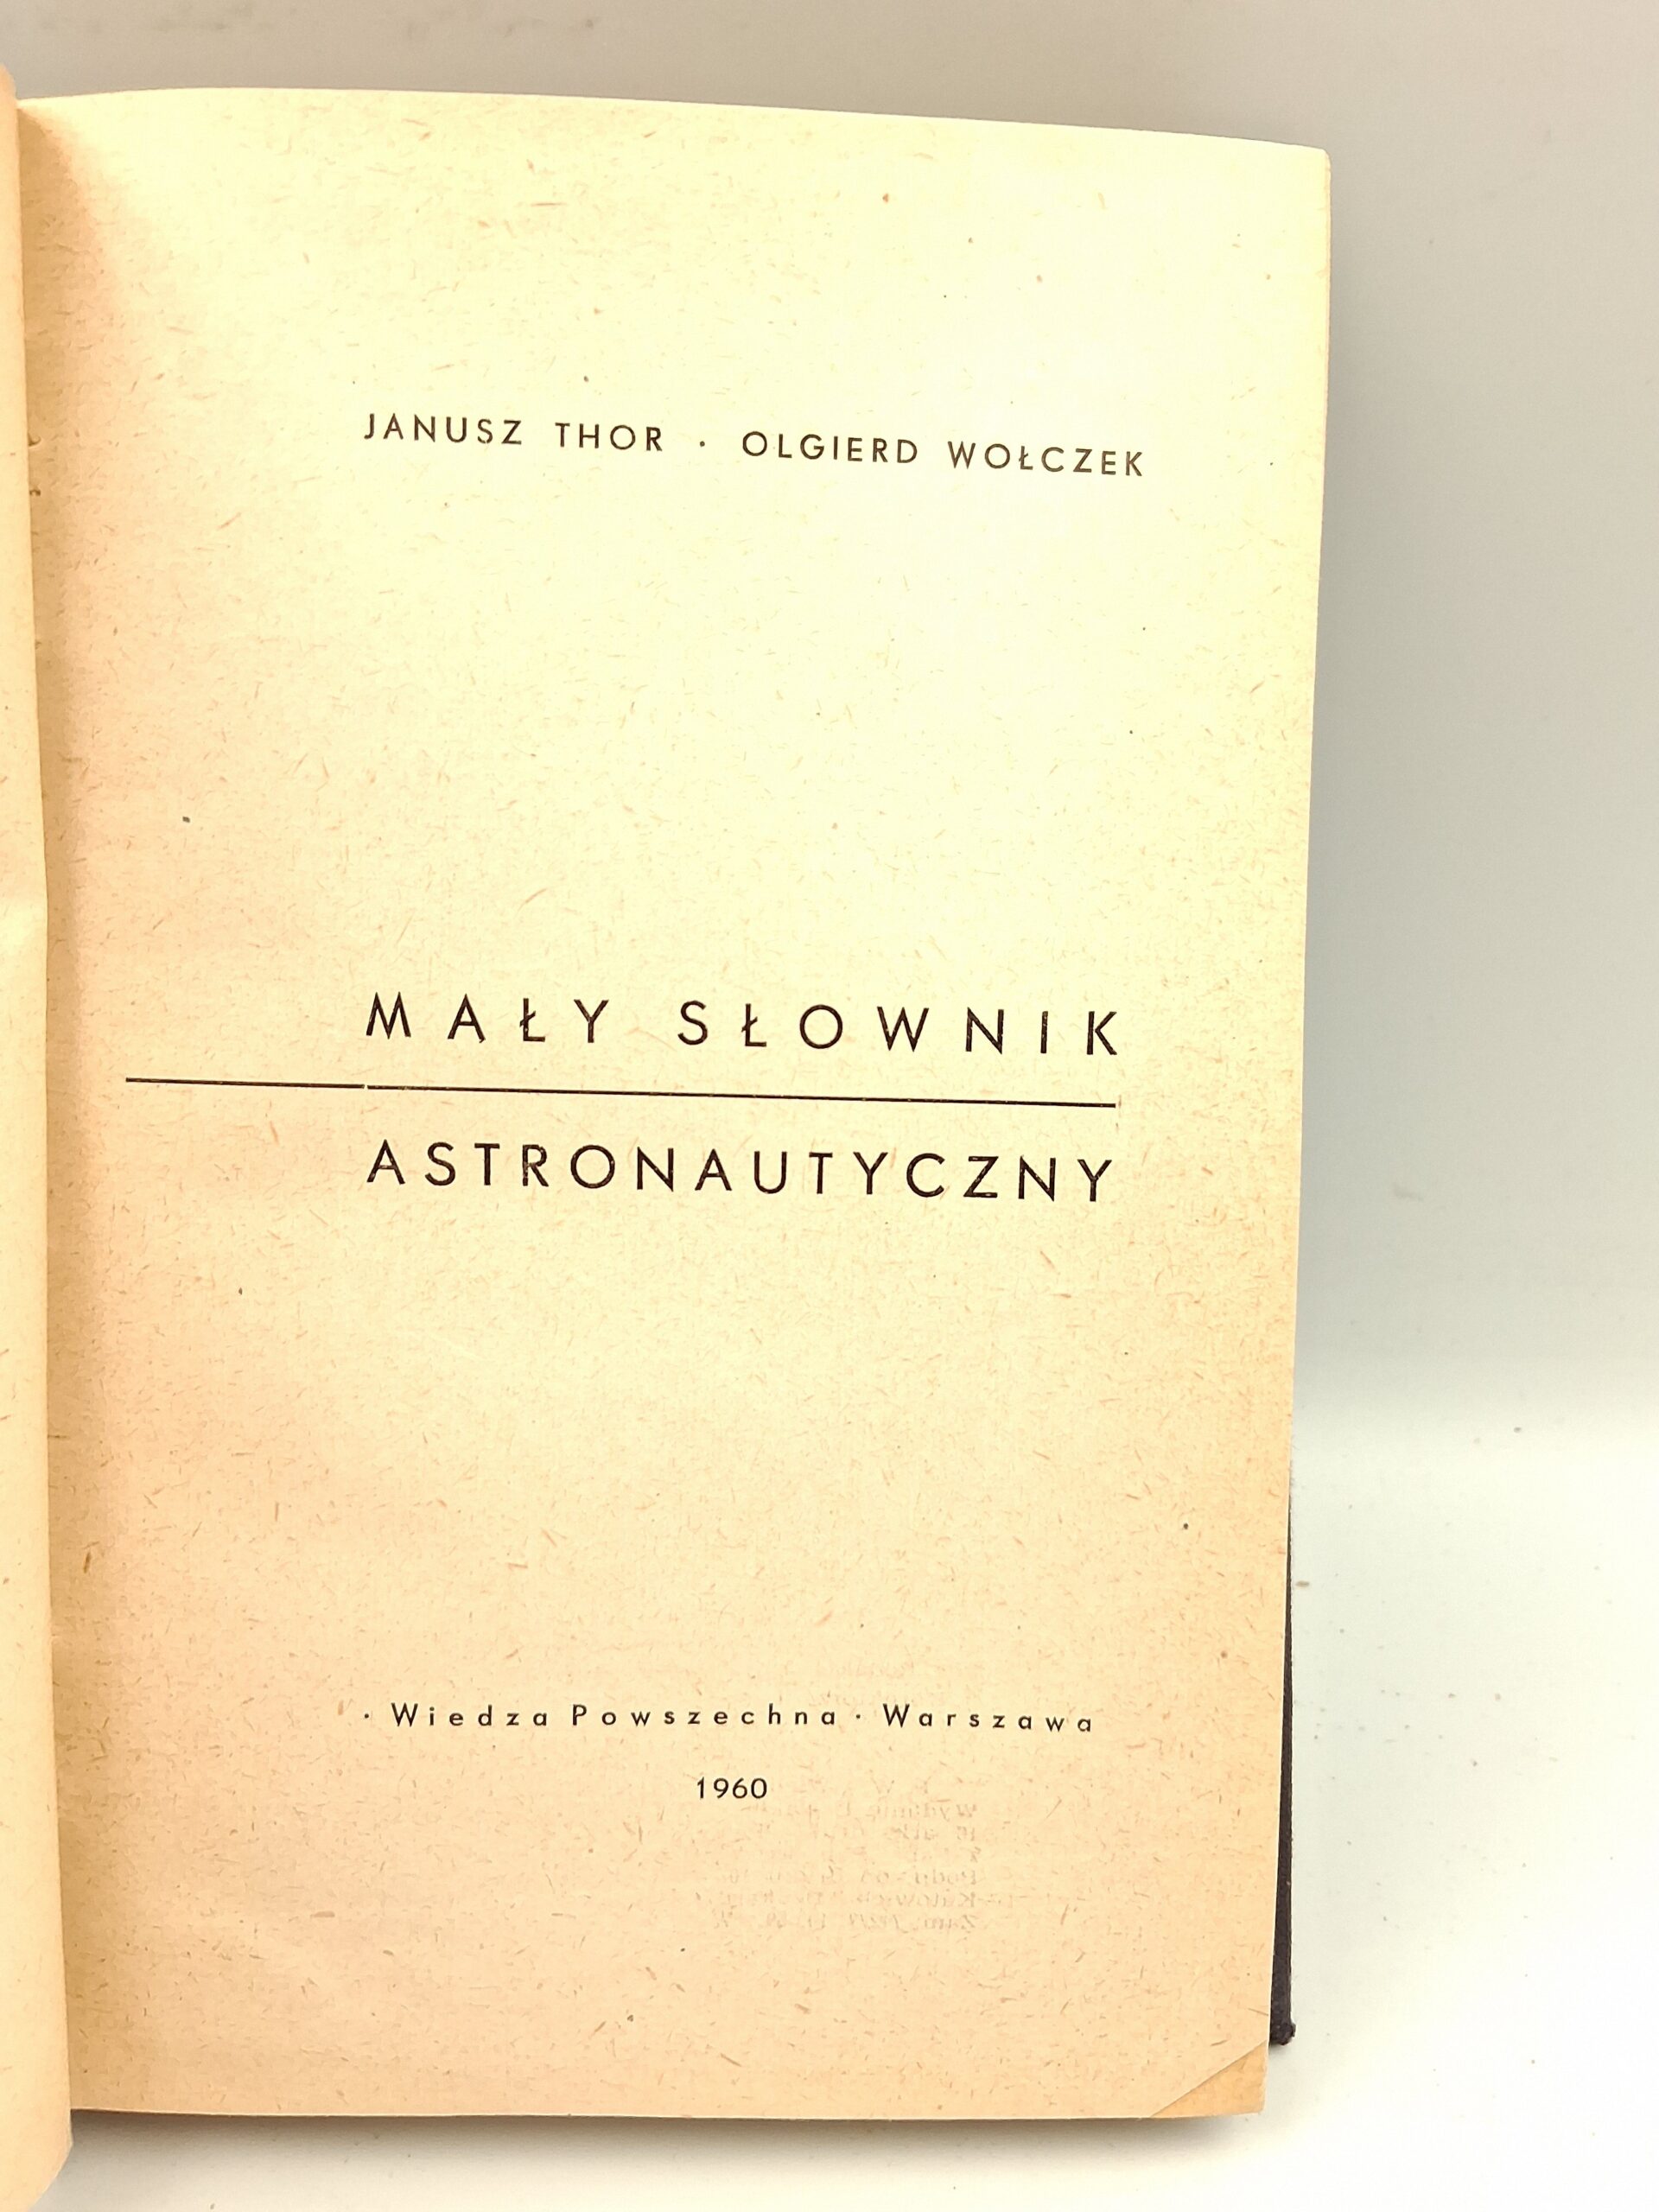 JANUSZ THOR · OLGIERD WOŁCZEK
MAŁY SŁOWNIK
ASTRONAUTYCZNY
· Wiedza Powszechna · Warszawa
1960